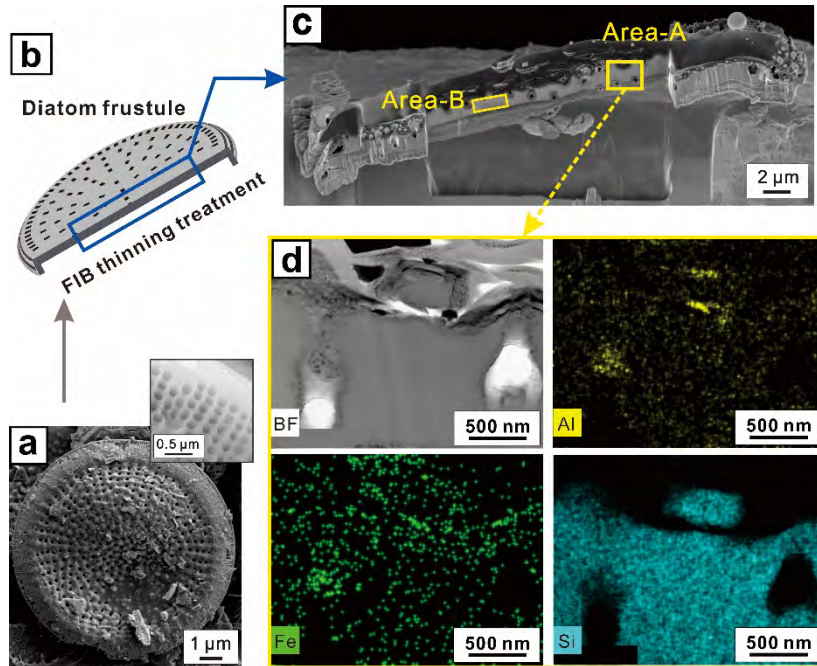 b
Diatom frustule
FIB thinning treatment
c
Area-A
Area-B
2 µm
a
0.5 µm
1 µm
d
BF
500 nm
Al
500 nm
Fe
500 nm
Si
500 nm